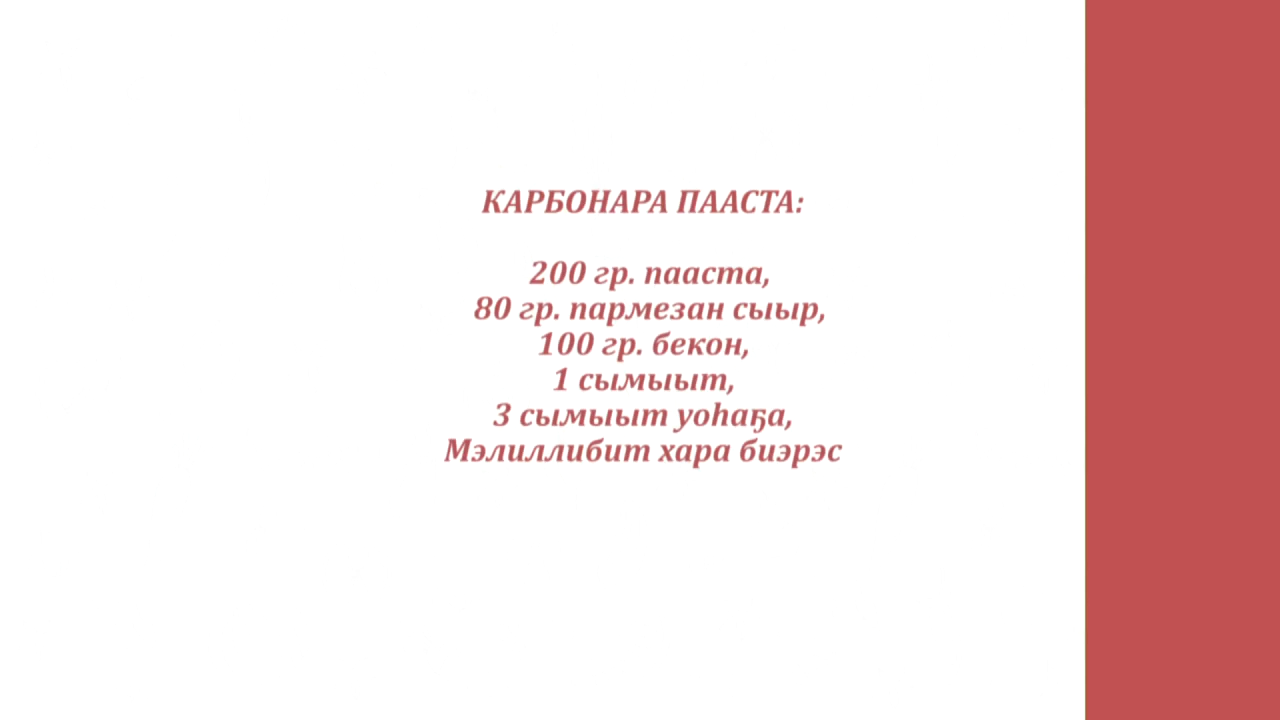 КАРБОНАРА ПААСТА:
200 гр. пааста,
80 гр. пармезан сыыр,
100 гр. бекон,
1 сымыыт,
3 сымыыт уоһаҕа,
Мэлиллибит хара биэрэс